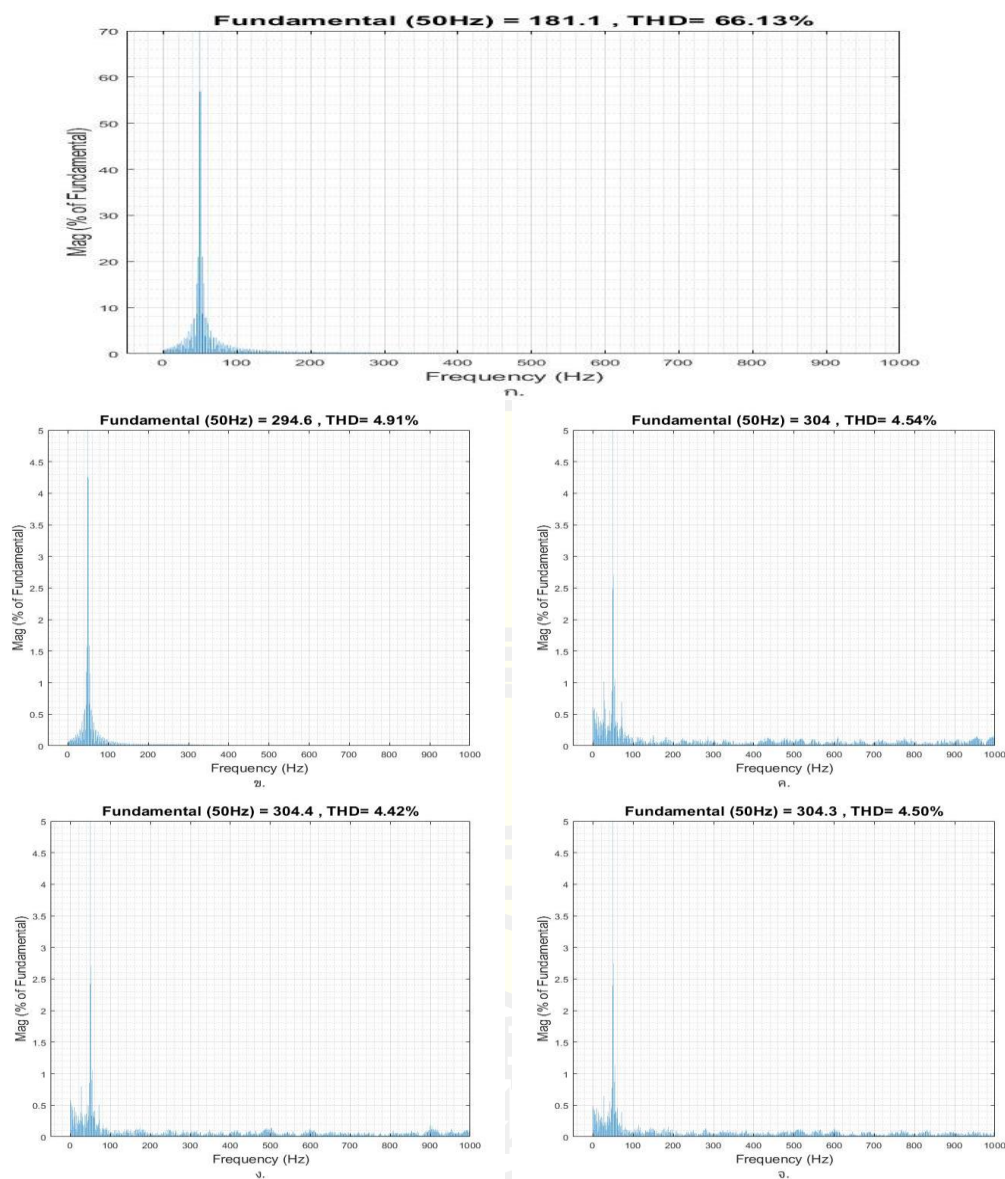 Fundamental (50Hz) = 181.1 , THD= 66.13%
Mag (% of Fundamental)
70
60
50
40
30
20
10
0
0 100 200 300 400 500 600 700 800 900 1000
Frequency (Hz)
ก.
Fundamental (50Hz) = 294.6 , THD= 4.91%
Mag (% of Fundamental)
5
4.5
4
3.5
3
2.5
2
1.5
1
0.5
0
0 100 200 300 400 500 600 700 800 900 1000
Frequency (Hz)
ข.
Fundamental (50Hz) = 304 , THD= 4.54%
Mag (% of Fundamental)
5
4.5
4
3.5
3
2.5
2
1.5
1
0.5
0
0 100 200 300 400 500 600 700 800 900 1000
Frequency (Hz)
ค.
Fundamental (50Hz) = 304.4 , THD= 4.42%
Mag (% of Fundamental)
5
4.5
4
3.5
3
2.5
2
1.5
1
0.5
0
0 100 200 300 400 500 600 700 800 900 1000
Frequency (Hz)
ง.
Fundamental (50Hz) = 304.3 , THD= 4.50%
Mag (% of Fundamental)
5
4.5
4
3.5
3
2.5
2
1.5
1
0.5
0
0 100 200 300 400 500 600 700 800 900 1000
Frequency (Hz)
จ.